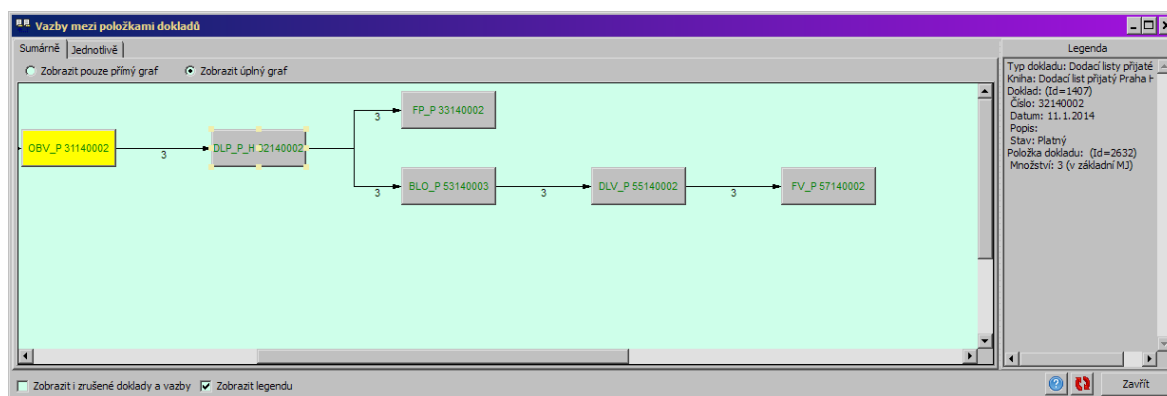 Vazby mezi položkami dokladů
Sumárně
Jednotlivě
Zobrazit pouze přímý graf
Zobrazit úplný graf
FP_P 33140002
3
OBV_P 31140002
3
DLP_P_H 32140002
3
BLO_P 53140003
3
DLV_P 55140002
3
FV_P 57140002
Legenda
Typ dokladu: Dodací listy přijaté
Kniha: Dodací list přijatý Praha H
Doklad: (Id=1407)
Číslo: 32140002
Datum: 11.1.2014
Popis:
Stav: Platný
Položka dokladu: (Id=2632)
Množství: 3 (v základní MJ)
Zobrazit i zrušené doklady a vazby
Zobrazit legendu
Zavřít